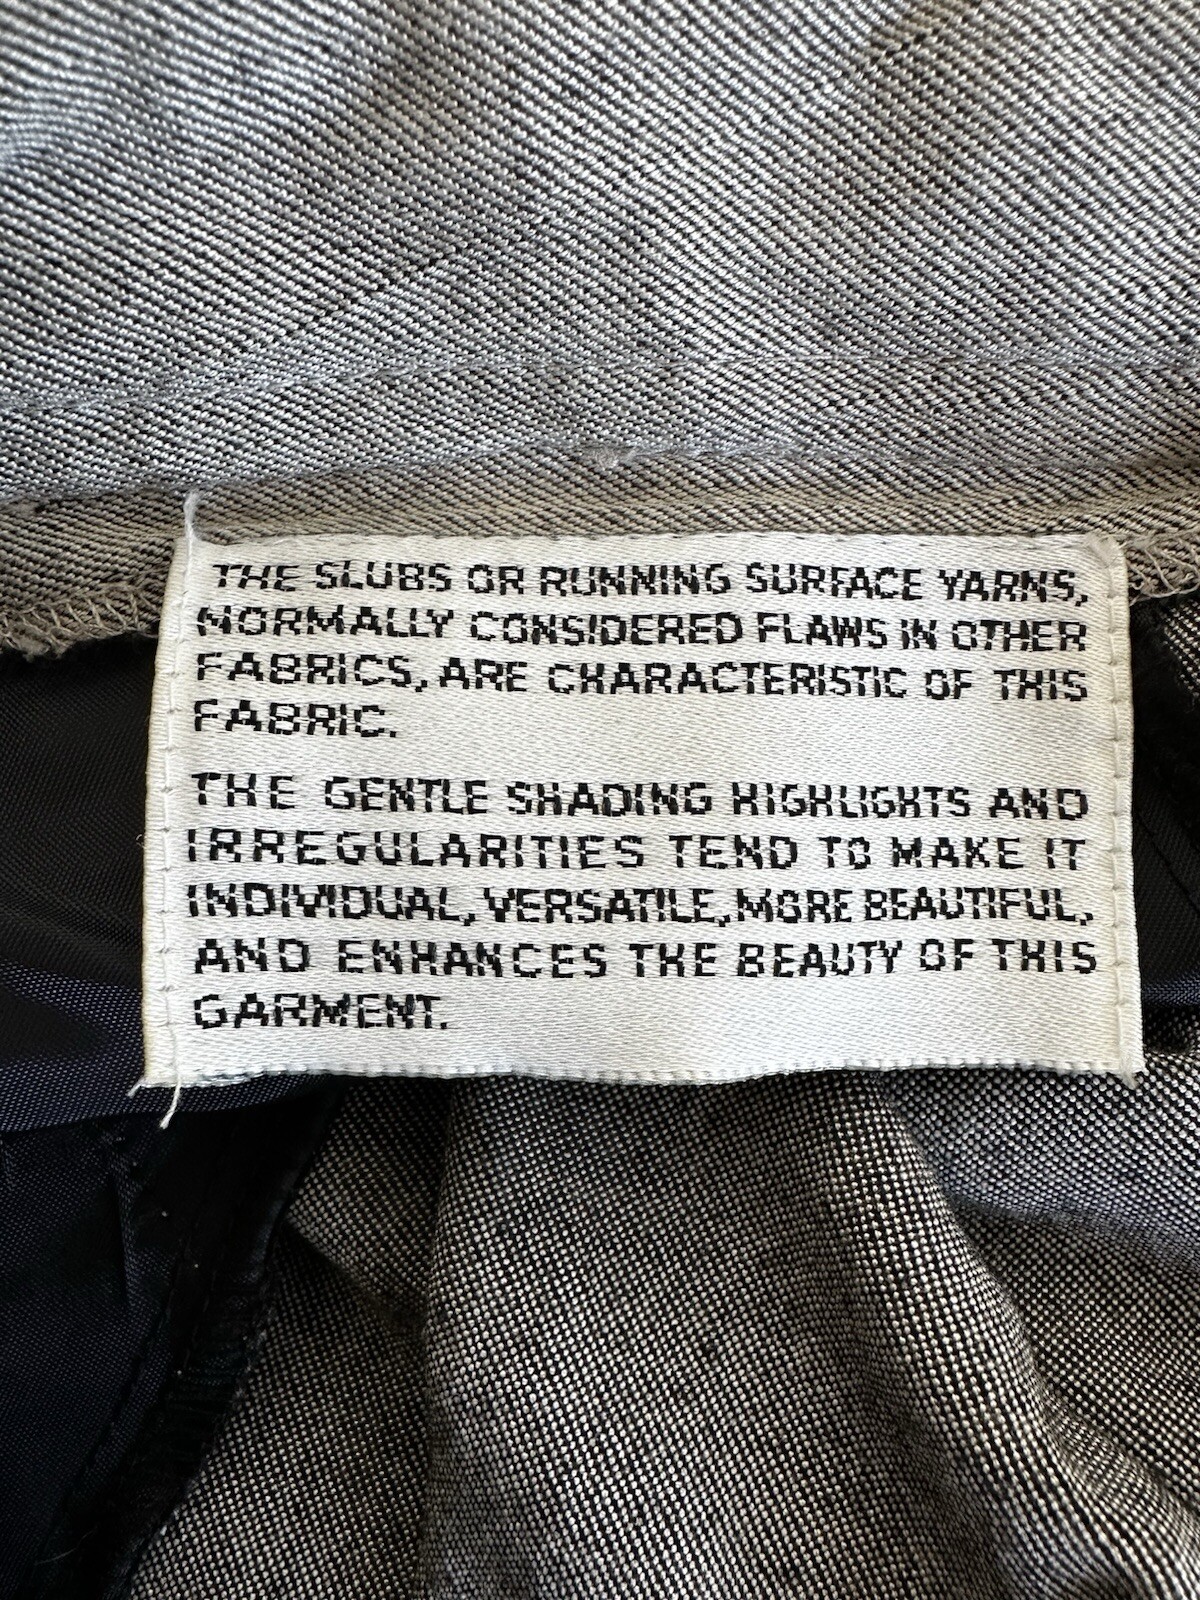 THE SLUBS OR RUNNING SURFACE YARNS,
NORMALLY CONSIDERED FLAWS IN OTHER
FABRICS, ARE CHARACTERISTIC OF THIS
FABRIC.
THE GENTLE SHADING HIGHLIGHTS AND
IRREGULARITIES TEND TO MAKE IT
INDIVIDUAL, VERSATILE, MORE BEAUTIFUL,
AND ENHANCES THE BEAUTY OF THIS
GARMENT.